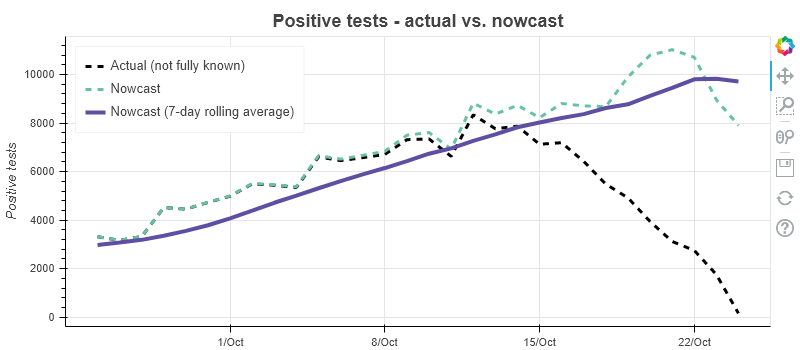 Positive tests - actual vs. nowcast
Actual (not fully known)
Nowcast
Nowcast (7-day rolling average)
Positive tests
10000
8000
6000
4000
2000
0
1/Oct
8/Oct
15/Oct
22/Oct